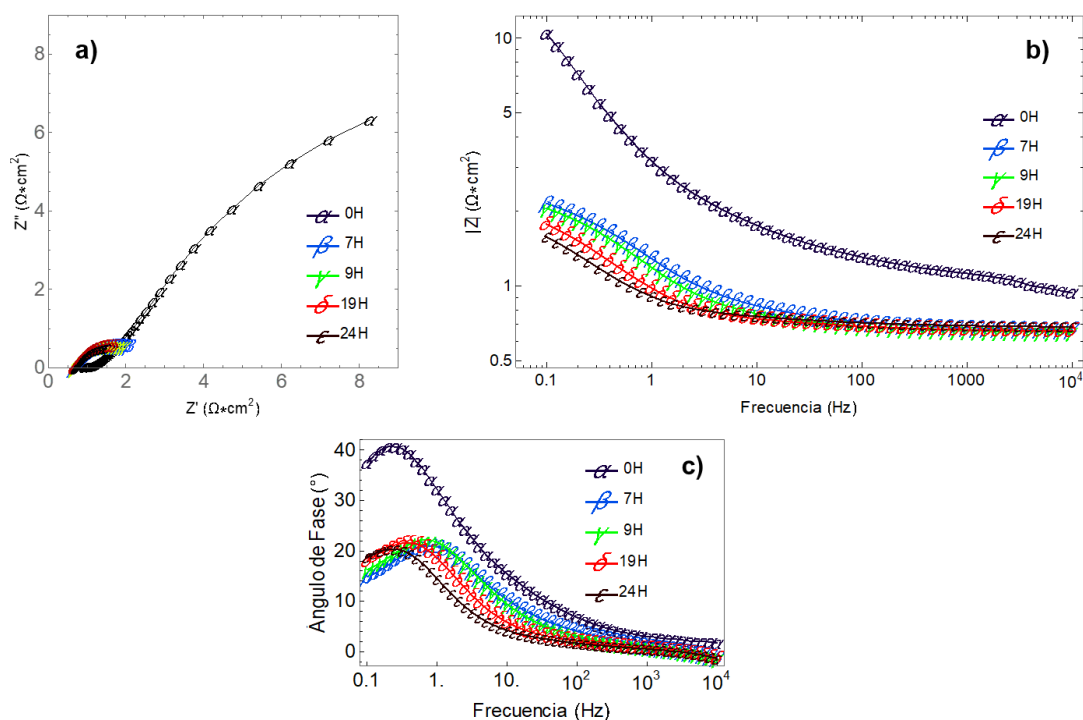 a)
8
6
4
2
0
Z'' (Ω*cm²)
0 2 4 6 8
Z' (Ω*cm²)
α 0H
β 7H
γ 9H
δ 19H
ε 24H
b)
10
5
2
1
0.5
|Z| (Ω*cm²)
0.1 1 10 100 1000 10⁴
Frecuencia (Hz)
α 0H
β 7H
γ 9H
δ 19H
ε 24H
c)
40
30
20
10
0
Ángulo de Fase (°)
0.1 1. 10. 10² 10³ 10⁴
Frecuencia (Hz)
α 0H
β 7H
γ 9H
δ 19H
ε 24H